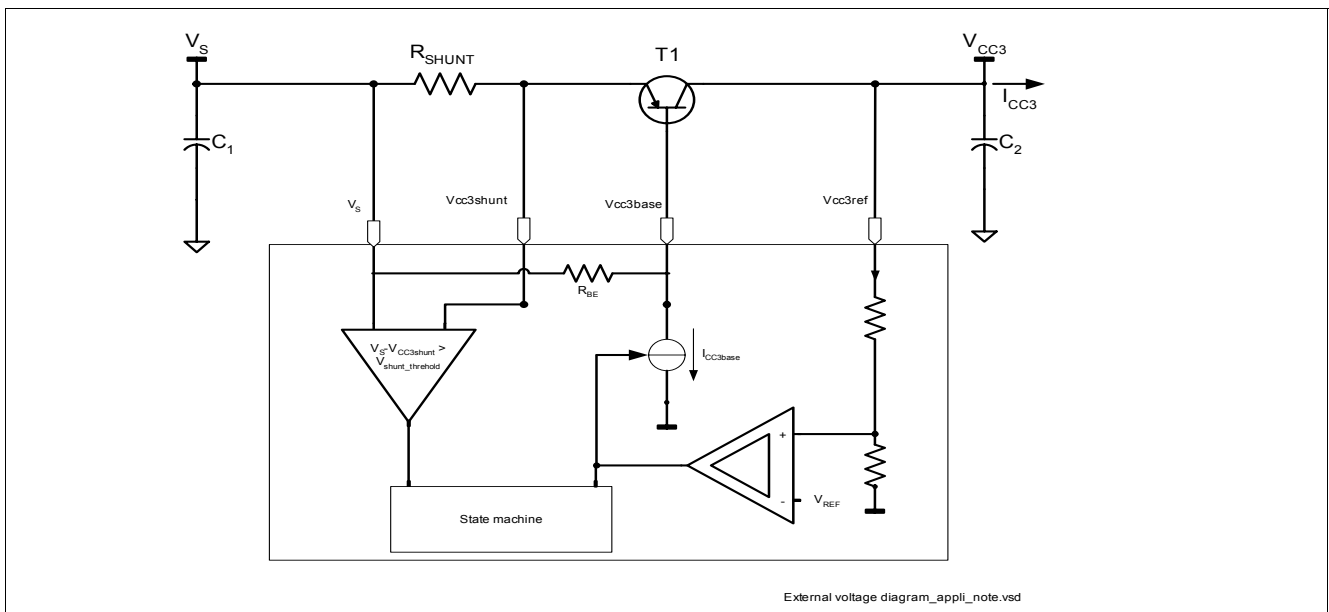 VS
RSHUNT
T1
VCC3
ICC3
C1
C2
VS
Vcc3shunt
Vcc3base
Vcc3ref
RBE
VS-VCC3shunt >
Vshunt_threhold
ICC3base
+
-
VREF
State machine
External voltage diagram_appli_note.vsd